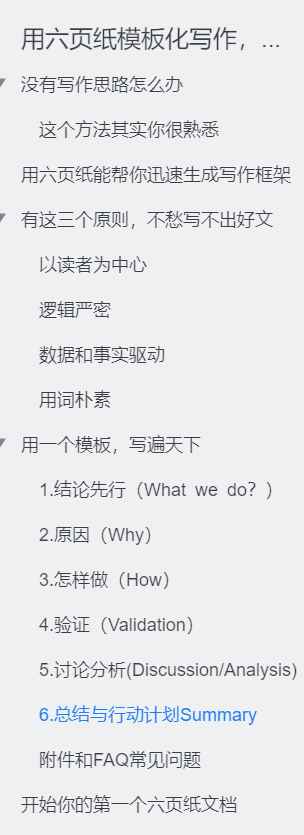 用六页纸模板化写作，...
没有写作思路怎么办
这个方法其实你很熟悉
用六页纸能帮你迅速生成写作框架
有这三个原则，不愁写不出好文
以读者为中心
逻辑严密
数据和事实驱动
用词朴素
用一个模板，写遍天下
1.结论先行（What we do？）
2.原因（Why）
3.怎样做（How）
4.验证（Validation）
5.讨论分析(Discussion/Analysis)
6.总结与行动计划Summary
附件和FAQ常见问题
开始你的第一个六页纸文档